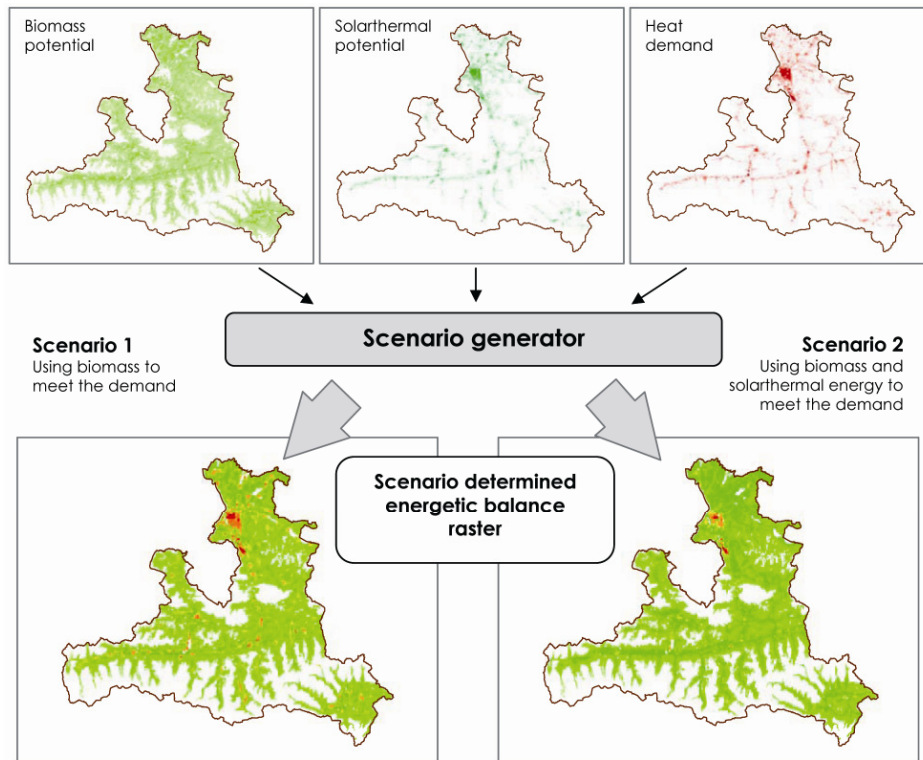 Biomass
potential
Solarthermal
potential
Heat
demand
Scenario generator
Scenario 1
Using biomass to
meet the demand
Scenario 2
Using biomass and
solarthermal energy to
meet the demand
Scenario determined
energetic balance
raster